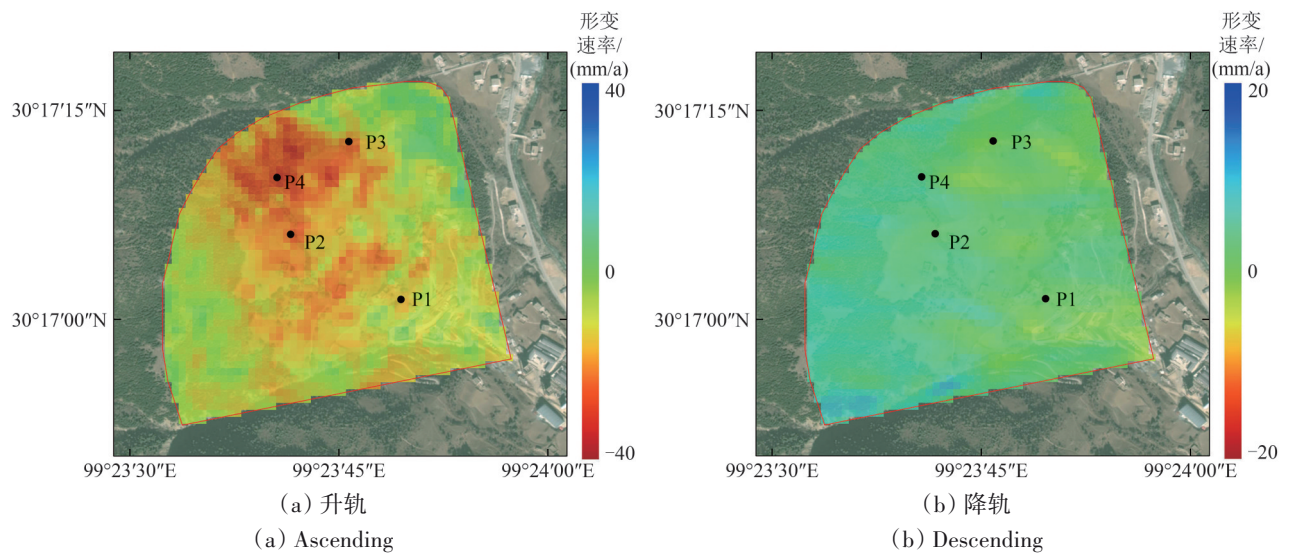 形变
速率/
(mm/a)
40
0
-40
30°17′15″N
30°17′00″N
P3
P4
P2
P1
99°23′30″E
99°23′45″E
99°24′00″E
(a)升轨
(a) Ascending
形变
速率/
(mm/a)
20
0
-20
30°17′15″N
30°17′00″N
P3
P4
P2
P1
99°23′30″E
99°23′45″E
99°24′00″E
(b)降轨
(b) Descending